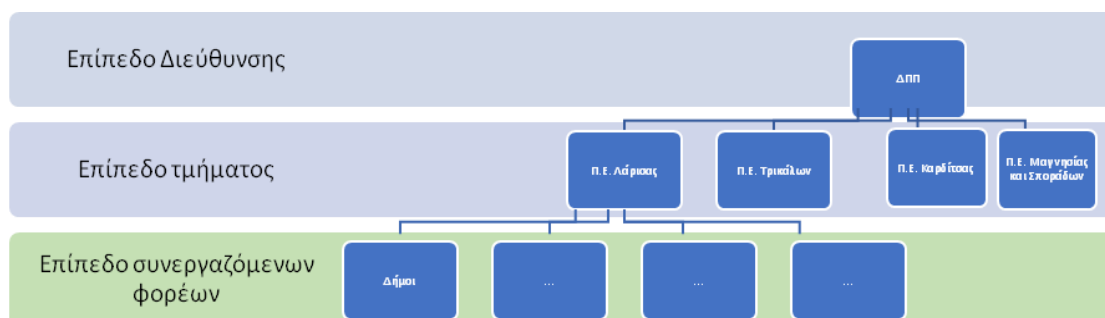 Επίπεδο Διεύθυνσης
ΔΠΠ
Επίπεδο τμήματος
Π.Ε. Λάρισας
Π.Ε. Τρικάλων
Π.Ε. Καρδίτσας
Π.Ε. Μαγνησίας
και Σποράδων
Επίπεδο συνεργαζόμενων
φορέων
Δήμοι
...
...
...